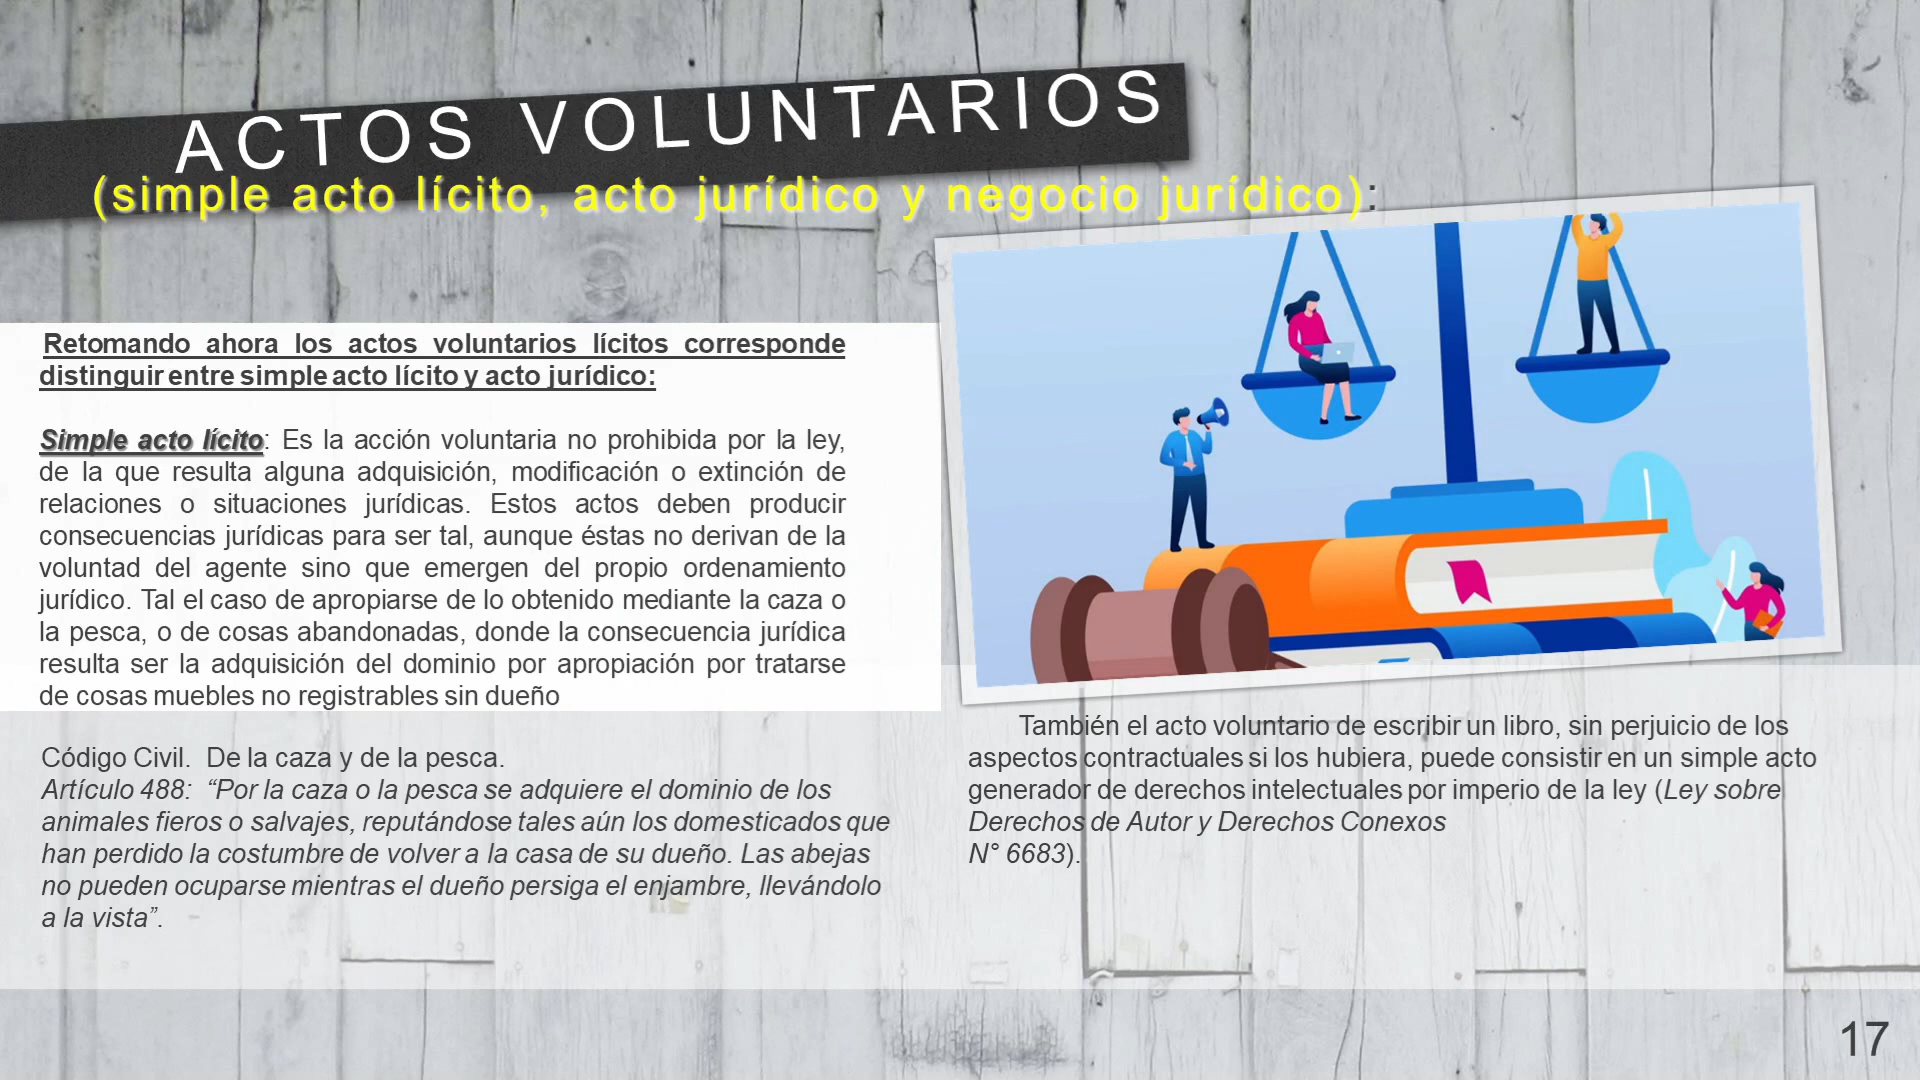 ACTOS VOLUNTARIOS
(simple acto lícito, acto jurídico y negocio jurídico):
Retomando ahora los actos voluntarios lícitos corresponde
distinguir entre simple acto lícito y acto jurídico:
Simple acto lícito: Es la acción voluntaria no prohibida por la ley,
de la que resulta alguna adquisición, modificación o extinción de
relaciones o situaciones jurídicas. Estos actos deben producir
consecuencias jurídicas para ser tal, aunque éstas no derivan de la
voluntad del agente sino que emergen del propio ordenamiento
jurídico. Tal el caso de apropiarse de lo obtenido mediante la caza o
la pesca, o de cosas abandonadas, donde la consecuencia jurídica
resulta ser la adquisición del dominio por apropiación por tratarse
de cosas muebles no registrables sin dueño
Código Civil. De la caza y de la pesca.
Artículo 488: “Por la caza o la pesca se adquiere el dominio de los
animales fieros o salvajes, reputándose tales aún los domesticados que
han perdido la costumbre de volver a la casa de su dueño. Las abejas
no pueden ocuparse mientras el dueño persiga el enjambre, llevándolo
a la vista”.
También el acto voluntario de escribir un libro, sin perjuicio de los
aspectos contractuales si los hubiera, puede consistir en un simple acto
generador de derechos intelectuales por imperio de la ley (Ley sobre
Derechos de Autor y Derechos Conexos
N° 6683).
17